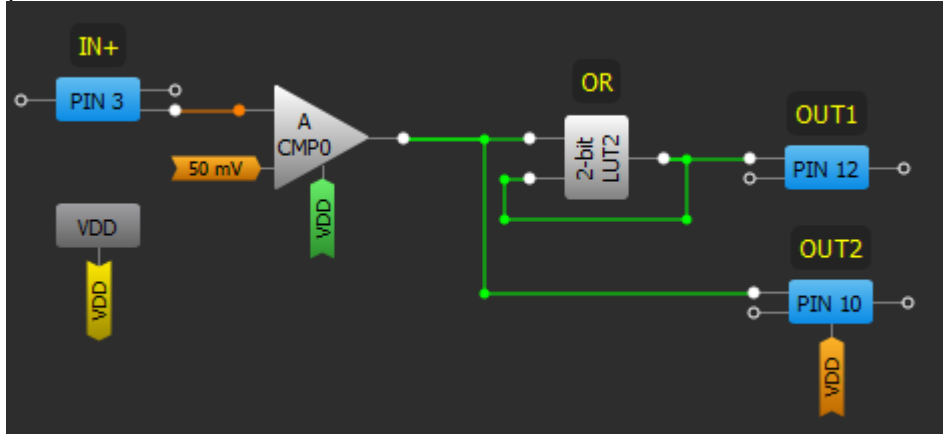 IN+
PIN 3
A
CMP0
50 mV
VDD
VDD
VDD
OR
2-bit
LUT2
OUT1
PIN 12
OUT2
PIN 10
VDD